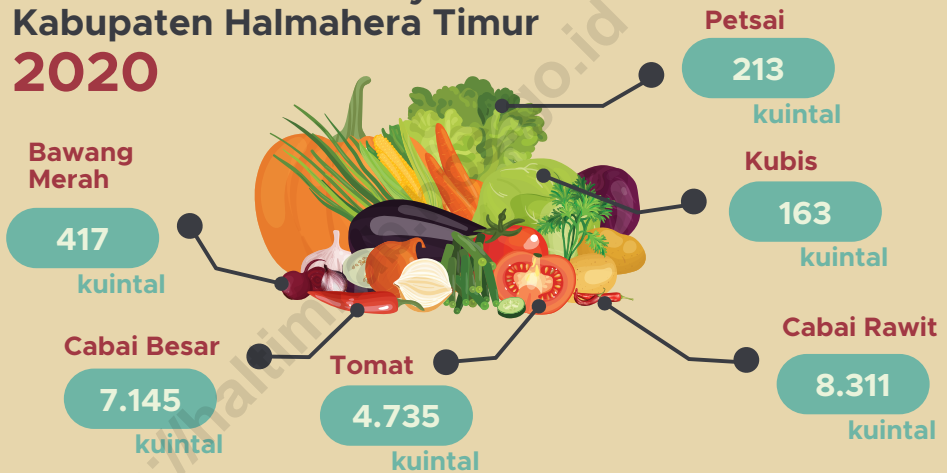 Kabupaten Halmahera Timur
2020
Petsai
213
kuintal
Bawang
Merah
417
kuintal
Kubis
163
kuintal
Cabai Besar
7.145
kuintal
Tomat
4.735
kuintal
Cabai Rawit
8.311
kuintal